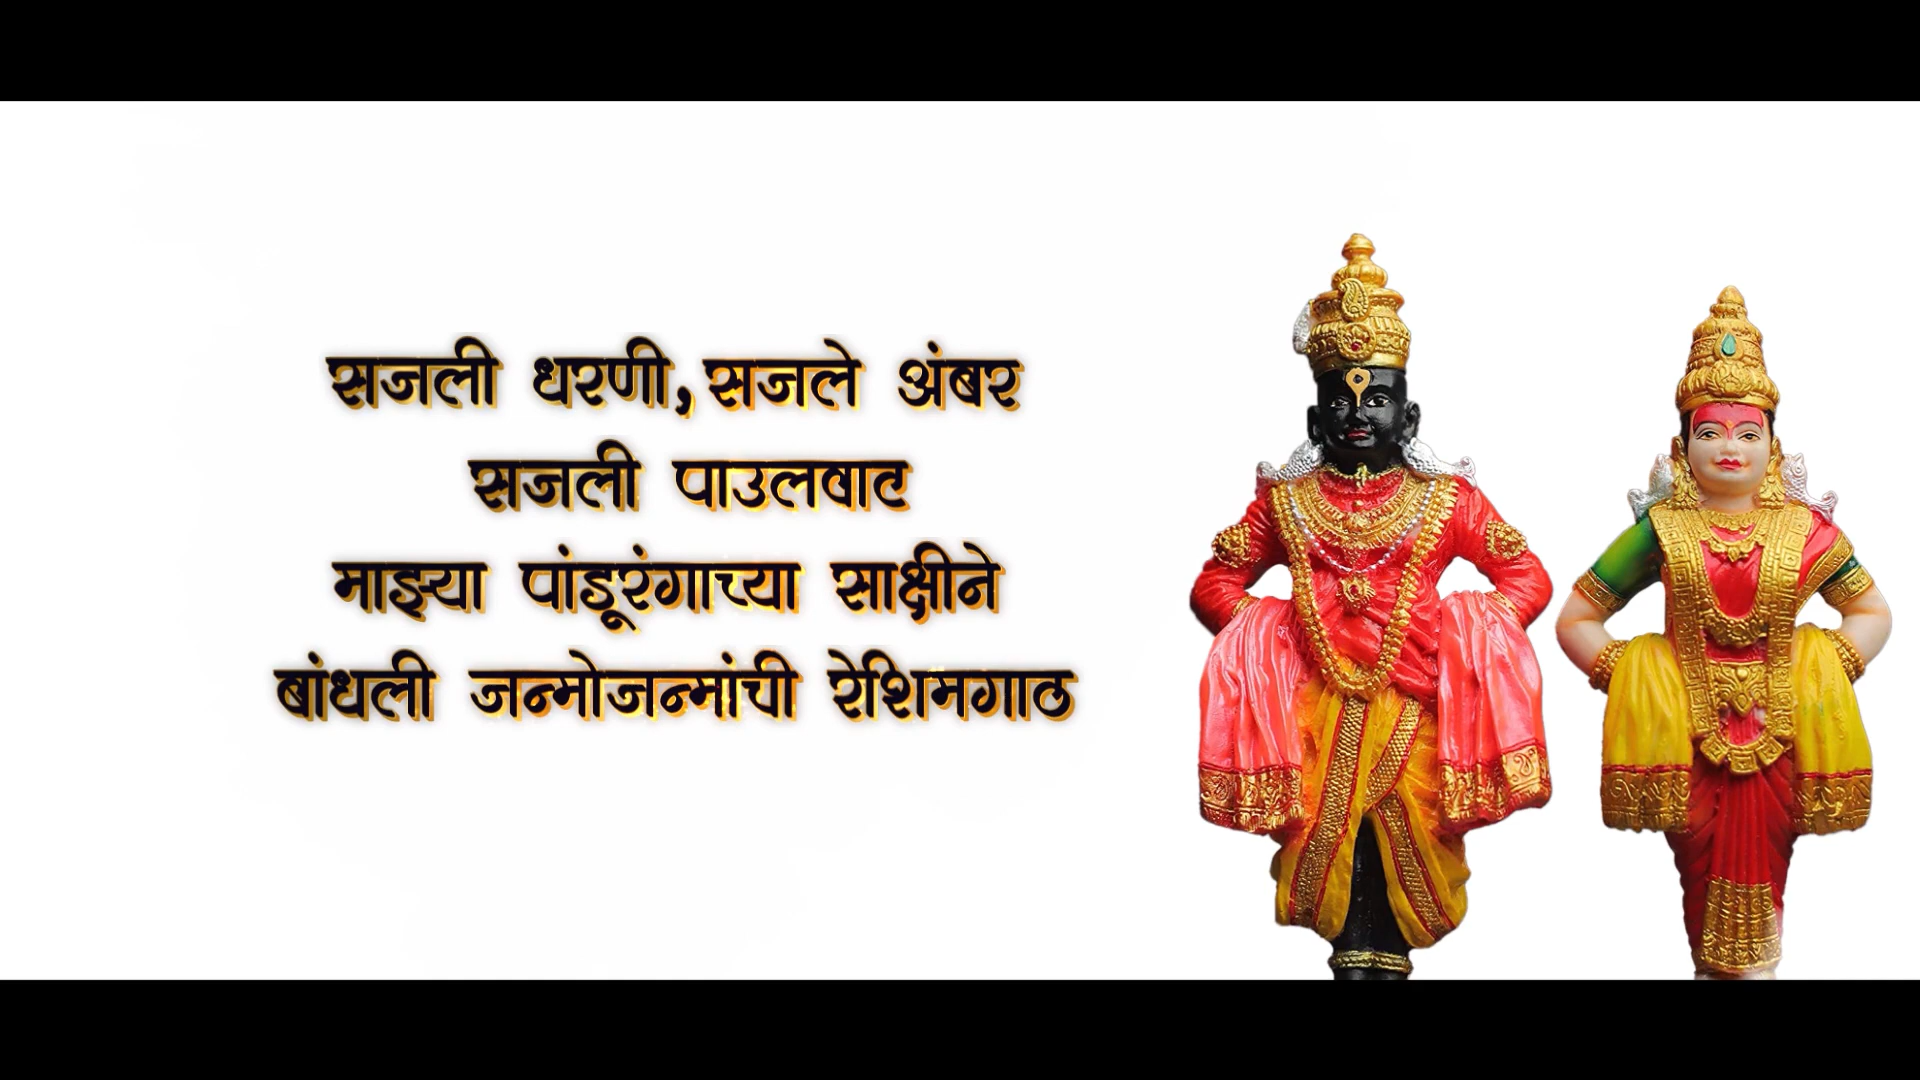 सजली धरणी, सजले अंबर
सजली पाउलवाट
माझ्या पांडूरंगाच्या साक्षीने
बांधली जन्मोजन्मांची रेशिमगाठ